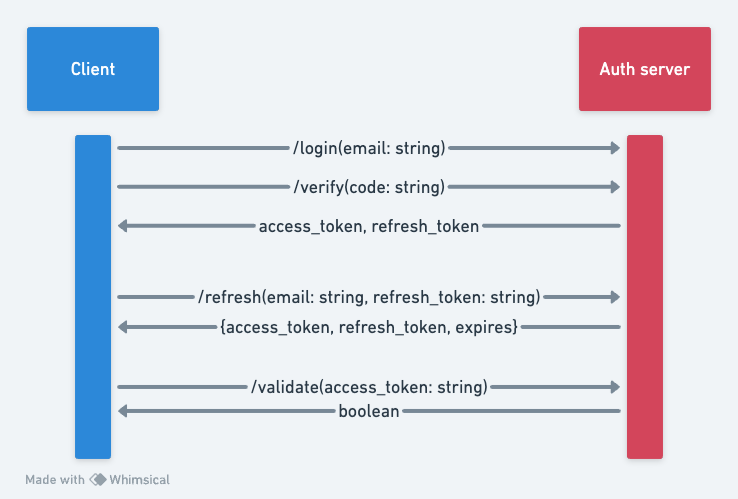 Client
Auth server
/login(email: string)
/verify(code: string)
access_token, refresh_token
/refresh(email: string, refresh_token: string)
{access_token, refresh_token, expires}
/validate(access_token: string)
boolean
Made with Whimsical